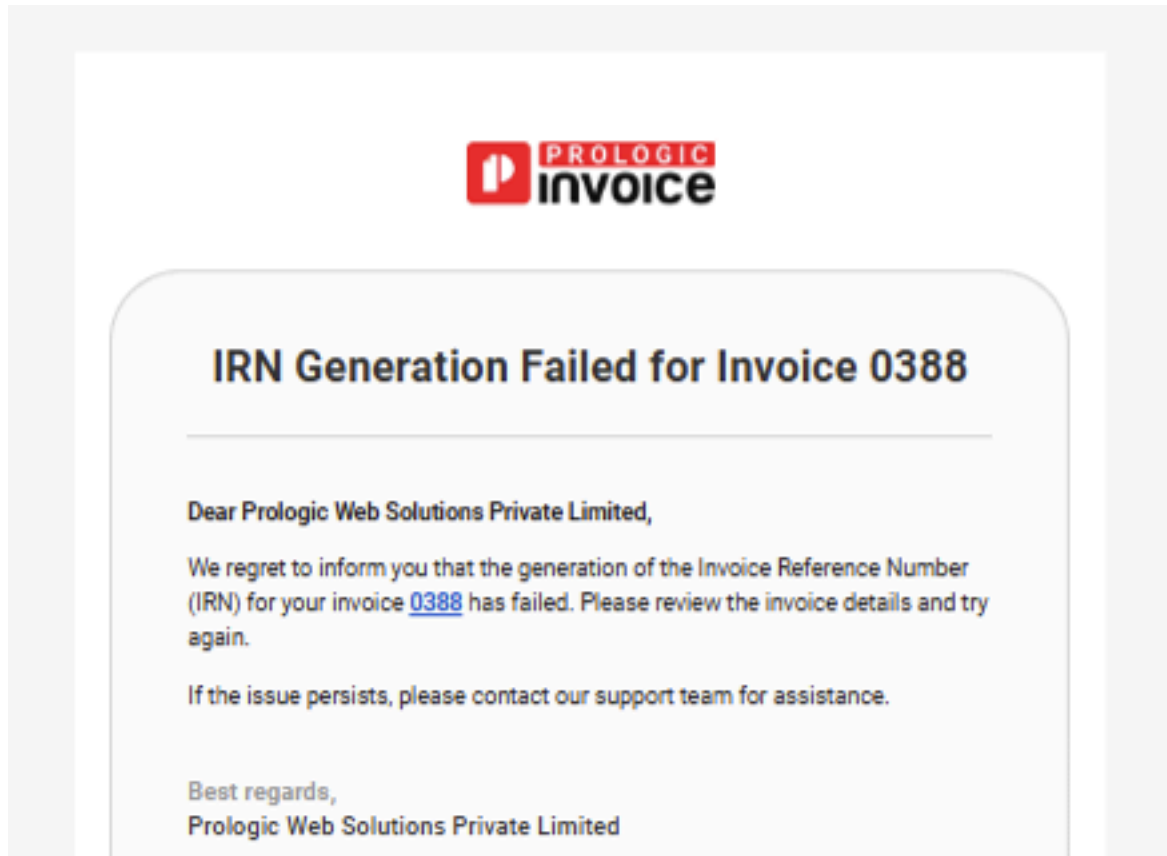 PROLOGIC
invoice
IRN Generation Failed for Invoice 0388
Dear Prologic Web Solutions Private Limited,
We regret to inform you that the generation of the Invoice Reference Number
(IRN) for your invoice 0388 has failed. Please review the invoice details and try
again.
If the issue persists, please contact our support team for assistance.
Best regards,
Prologic Web Solutions Private Limited